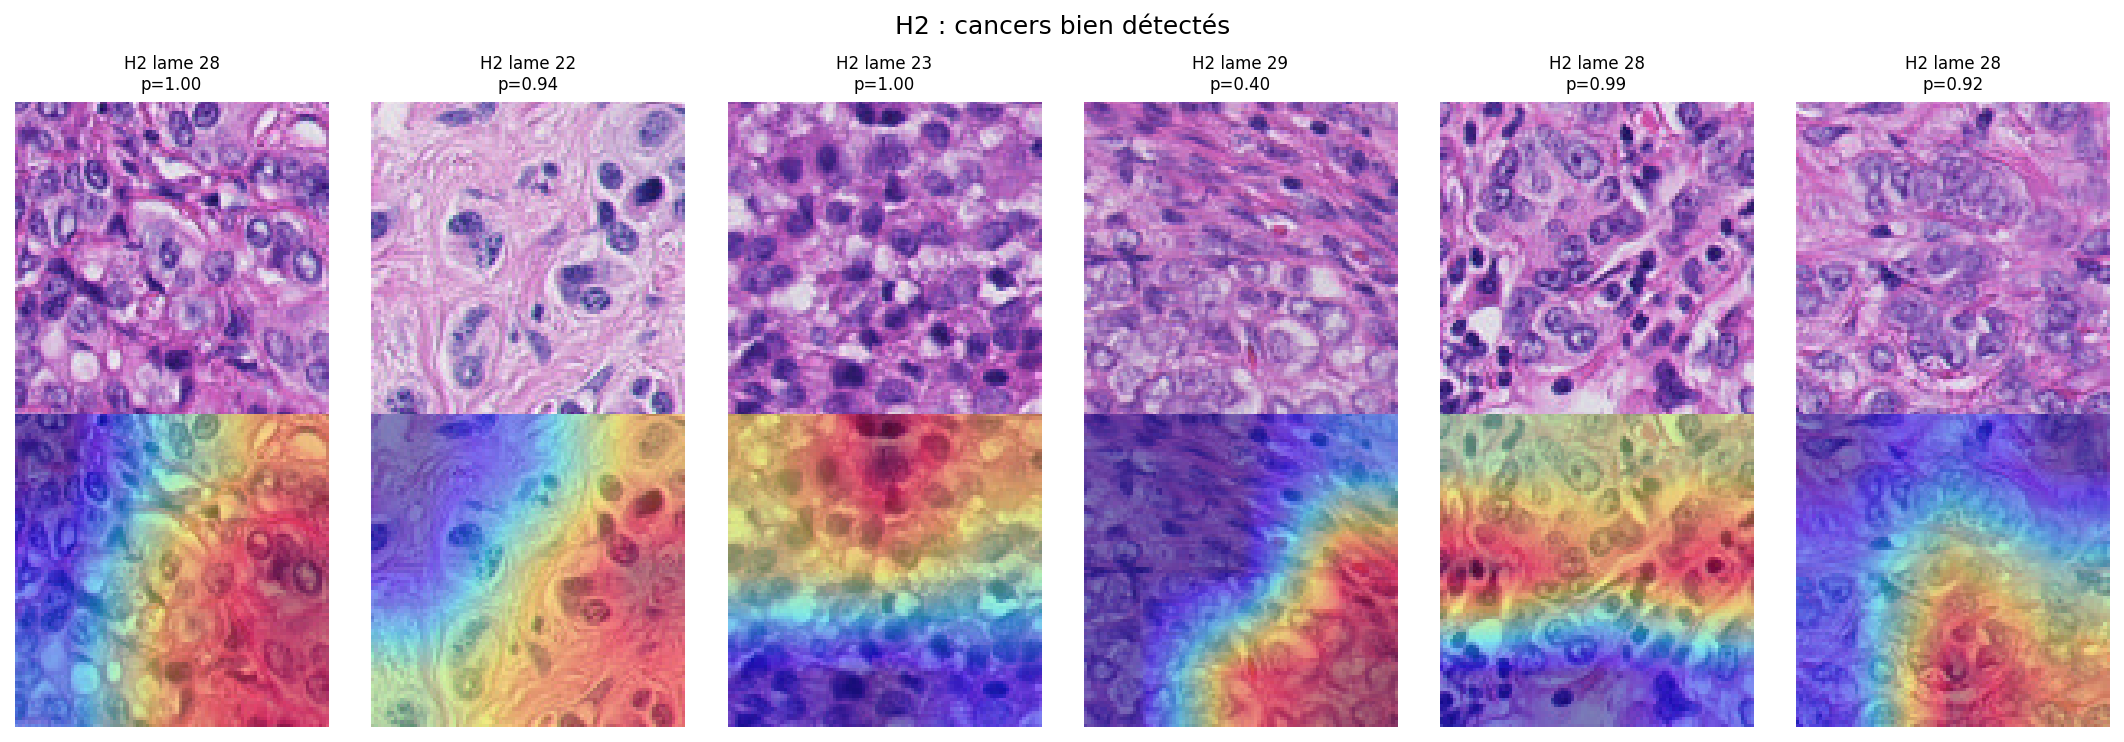 H2 : cancers bien détectés
H2 lame 28
p=1.00
H2 lame 22
p=0.94
H2 lame 23
p=1.00
H2 lame 29
p=0.40
H2 lame 28
p=0.99
H2 lame 28
p=0.92